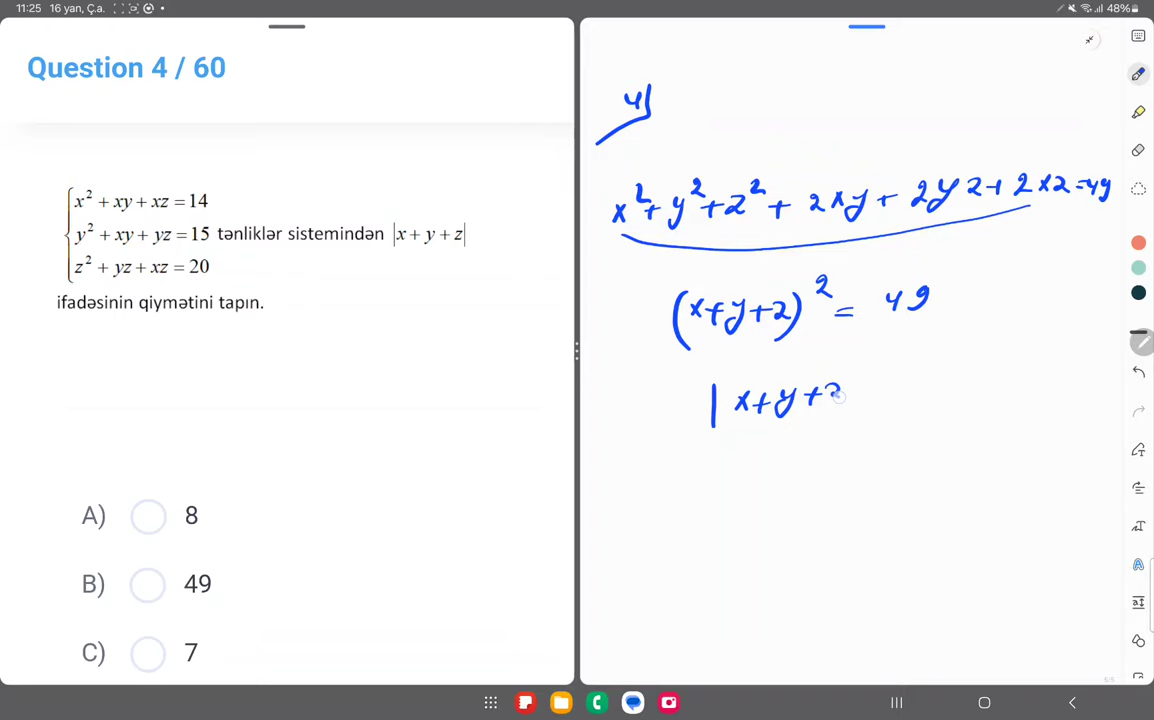 11:25 16 yan, Ç.a. 48%
Question 4 / 60
x² + xy + xz = 14
y² + xy + yz = 15 tənliklər sistemindən |x + y + z|
z² + yz + xz = 20
ifadəsinin qiymətini tapın.
A) 8
B) 49
C) 7
4
x² + y² + z² + 2xy + 2yz + 2xz = 49
(x+y+z)² = 49
|x+y+z